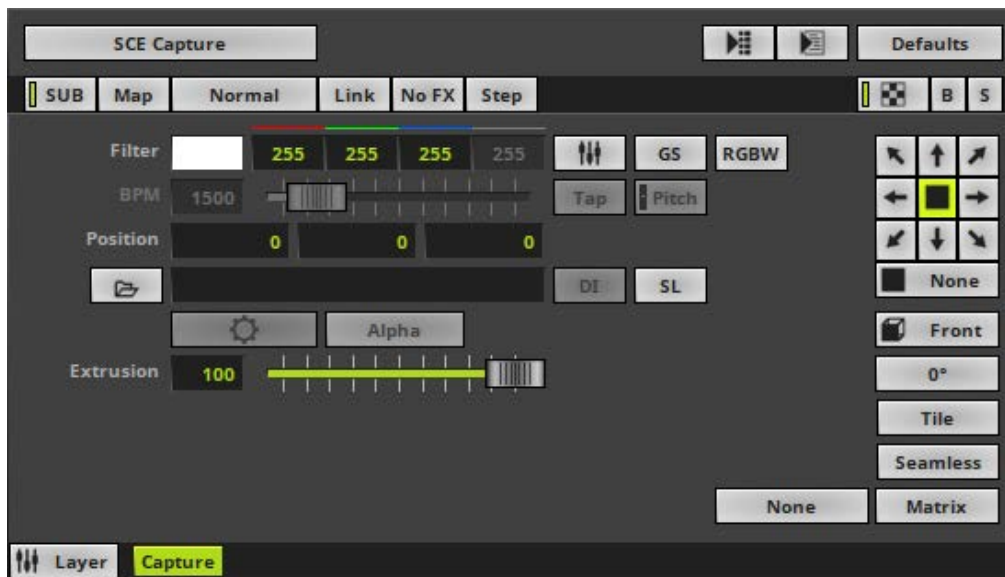 SCE Capture Defaults
SUB Map Normal Link No FX Step B S
Filter 255 255 255 255 GS RGBW
BPM 1500 Tap Pitch
Position 0 0 0
DI SL None
Alpha Front
Extrusion 100 0°
Tile
Seamless
None Matrix
Layer Capture